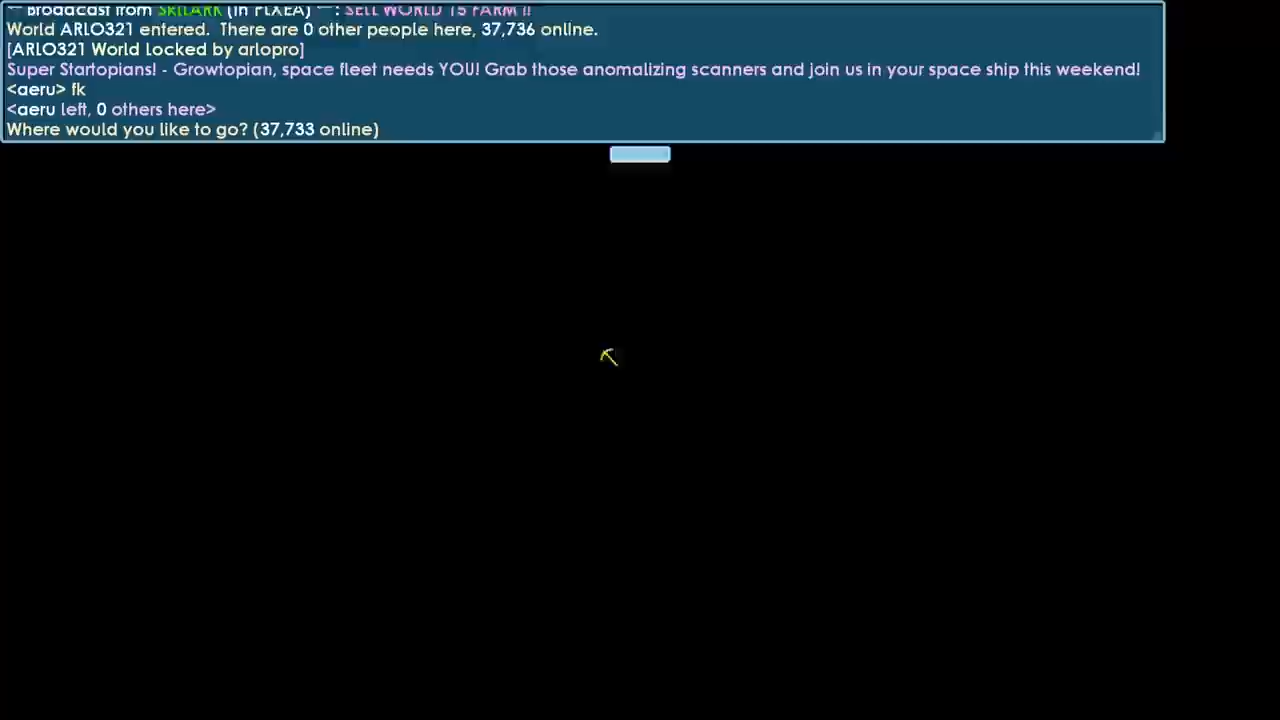 Broadcast from SKILARK (in PLXEA) : SELL WORLD 15 FARM !!
World ARLO321 entered. There are 0 other people here, 37,736 online.
[ARLO321 World Locked by arlopro]
Super Startopians! - Growtopian, space fleet needs YOU! Grab those anomalizing scanners and join us in your space ship this weekend!
<aeru> fk
<aeru left, 0 others here>
Where would you like to go? (37,733 online)